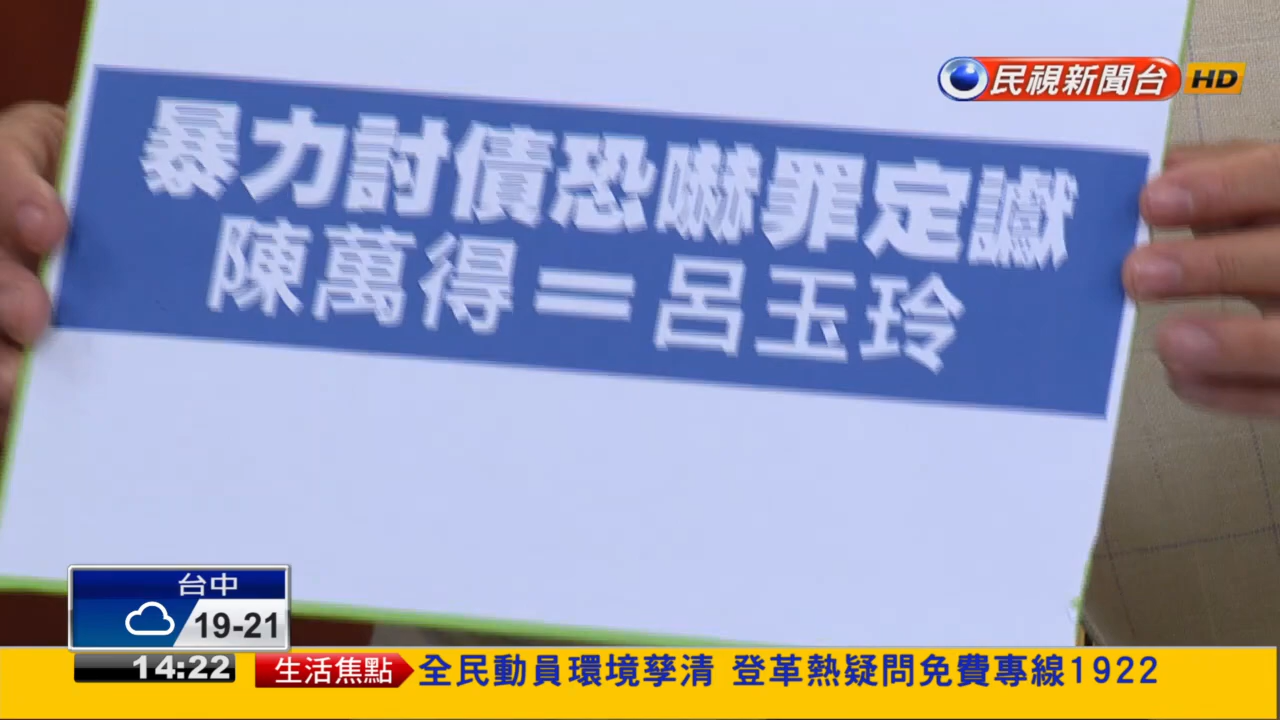 民視新聞台 HD
暴力討債恐嚇罪定讞
陳萬得=呂玉玲
台中
19-21
14:22
生活焦點 全民動員環境孳清 登革熱疑問免費專線1922